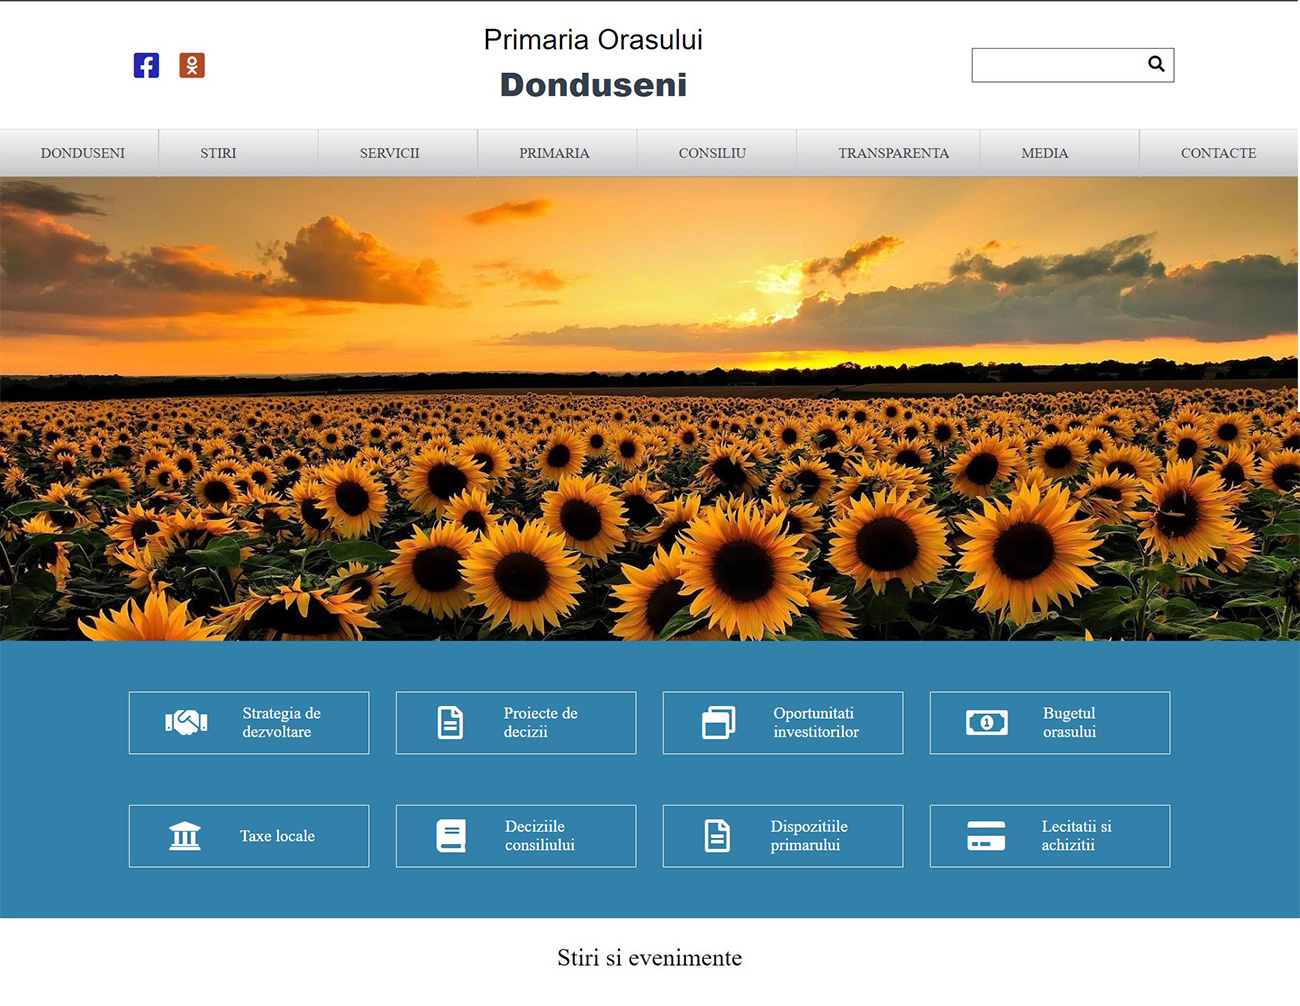 Primaria Orasului
Donduseni
DONDUSENI
STIRI
SERVICII
PRIMARIA
CONSILIU
TRANSPARENTA
MEDIA
CONTACTE
Strategia de
dezvoltare
Proiecte de
decizii
Oportunitati
investitorilor
1
Bugetul
orasului
Taxe locale
Deciziile
consiliului
Dispozitiile
primarului
Lecitatii si
achizitii
Stiri si evenimente